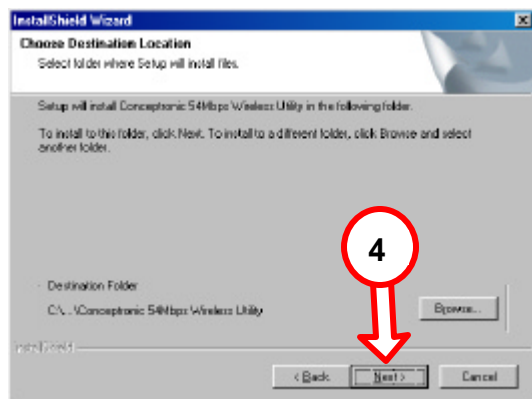 InstallShield Wizard
Choose Destination Location
Select folder where Setup will install files.
Setup will install Conceptronic 54Mbps Wireless Utility in the following folder.
To install to this folder, click Next. To install to a different folder, click Browse and select
another folder.
4
Destination Folder
C:\...\Conceptronic 54Mbps Wireless Utility
Browse...
InstallShield
< Back
Next >
Cancel